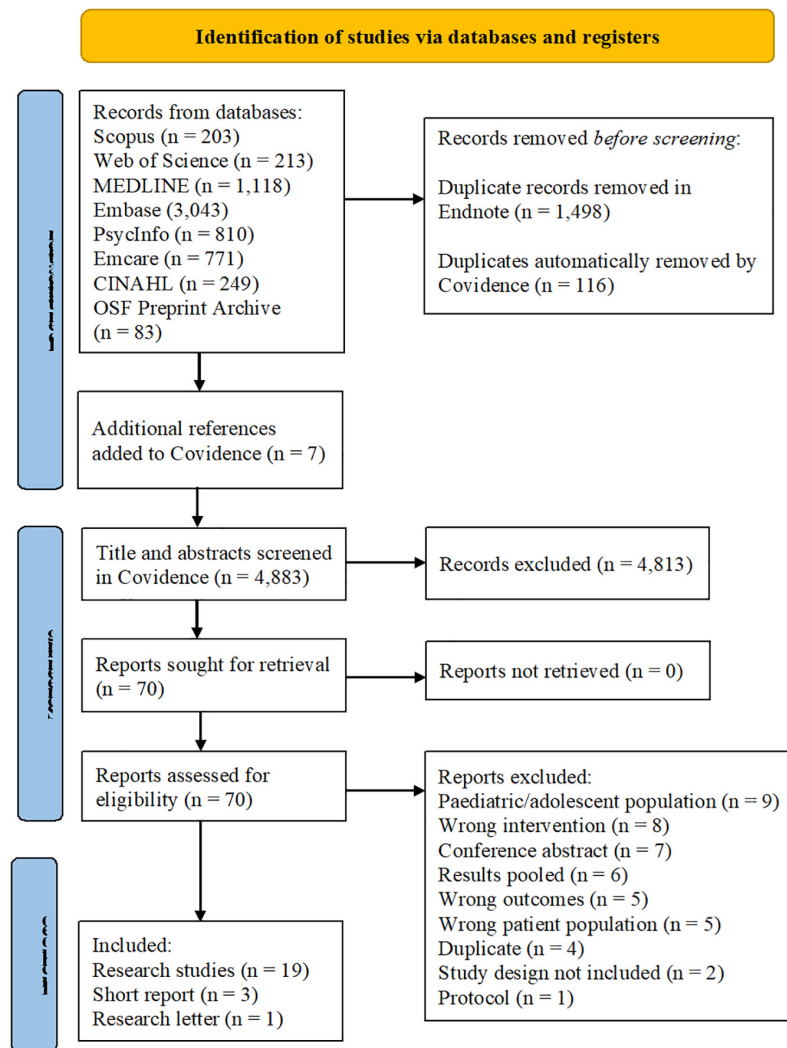 Identification of studies via databases and registers
Records from databases:
Scopus (n = 203)
Web of Science (n = 213)
MEDLINE (n = 1,118)
Embase (3,043)
PsycInfo (n = 810)
Emcare (n = 771)
CINAHL (n = 249)
OSF Preprint Archive
(n = 83)
Records removed before screening:
Duplicate records removed in
Endnote (n = 1,498)
Duplicates automatically removed by
Covidence (n = 116)
Additional references
added to Covidence (n = 7)
Title and abstracts screened
in Covidence (n = 4,883)
Records excluded (n = 4,813)
Reports sought for retrieval
(n = 70)
Reports not retrieved (n = 0)
Reports assessed for
eligibility (n = 70)
Reports excluded:
Paediatric/adolescent population (n = 9)
Wrong intervention (n = 8)
Conference abstract (n = 7)
Results pooled (n = 6)
Wrong outcomes (n = 5)
Wrong patient population (n = 5)
Duplicate (n = 4)
Study design not included (n = 2)
Protocol (n = 1)
Included:
Research studies (n = 19)
Short report (n = 3)
Research letter (n = 1)